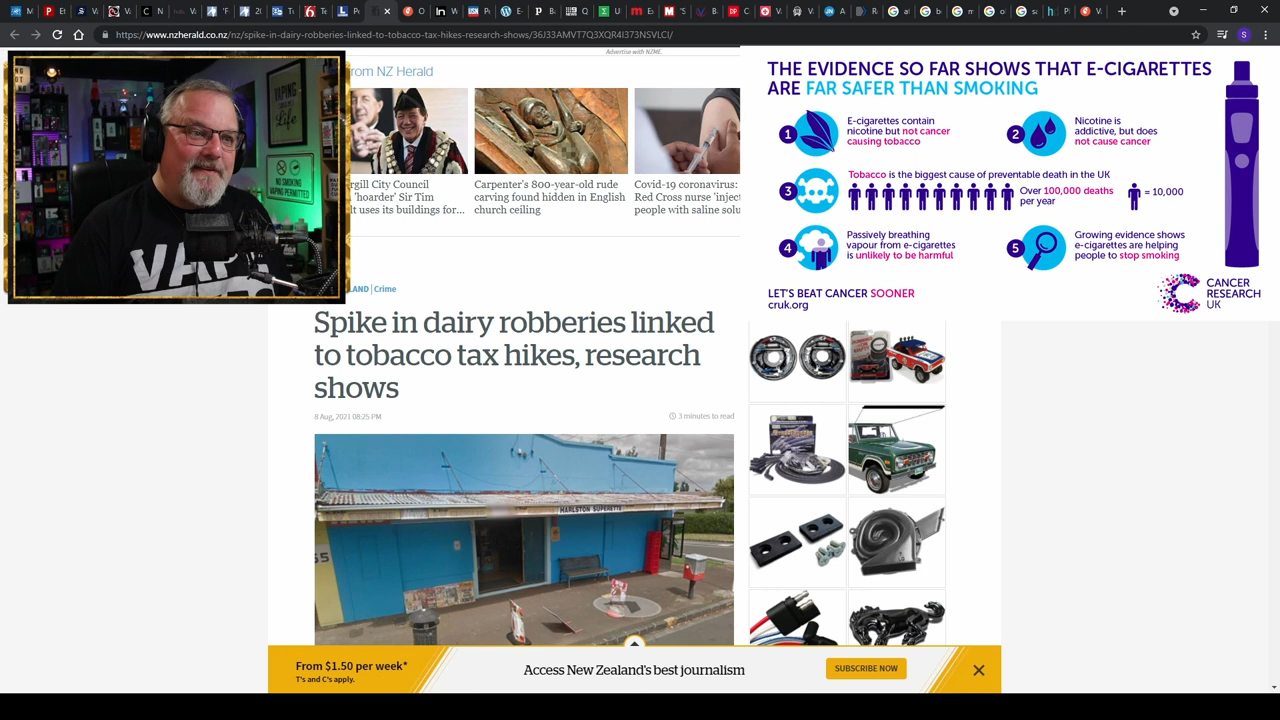 https://www.nzherald.co.nz/nz/spike-in-dairy-robberies-linked-to-tobacco-tax-hikes-research-shows/36J33AMVT7Q3XQR4I373NSVLCI/
Advertise with NZME.
rom NZ Herald
rgill City Council
'hoarder' Sir Tim
lt uses its buildings for...
Carpenter's 800-year-old rude
carving found hidden in English
church ceiling
Covid-19 coronavirus:
Red Cross nurse 'inject
people with saline solu
VAPING
Life
NO SMOKING
VAPING PERMITTED
VAP
THE EVIDENCE SO FAR SHOWS THAT E-CIGARETTES
ARE FAR SAFER THAN SMOKING
1
E-cigarettes contain
nicotine but not cancer
causing tobacco
2
Nicotine is
addictive, but does
not cause cancer
3
Tobacco is the biggest cause of preventable death in the UK
Over 100,000 deaths
per year
= 10,000
4
Passively breathing
vapour from e-cigarettes
is unlikely to be harmful
5
Growing evidence shows
e-cigarettes are helping
people to stop smoking
LET'S BEAT CANCER SOONER
cruk.org
CANCER
RESEARCH
UK
LAND | Crime
Spike in dairy robberies linked
to tobacco tax hikes, research
shows
8 Aug, 2021 08:25 PM
3 minutes to read
HARLSTON SUPERETTE
From $1.50 per week*
T's and C's apply.
Access New Zealand's best journalism
SUBSCRIBE NOW